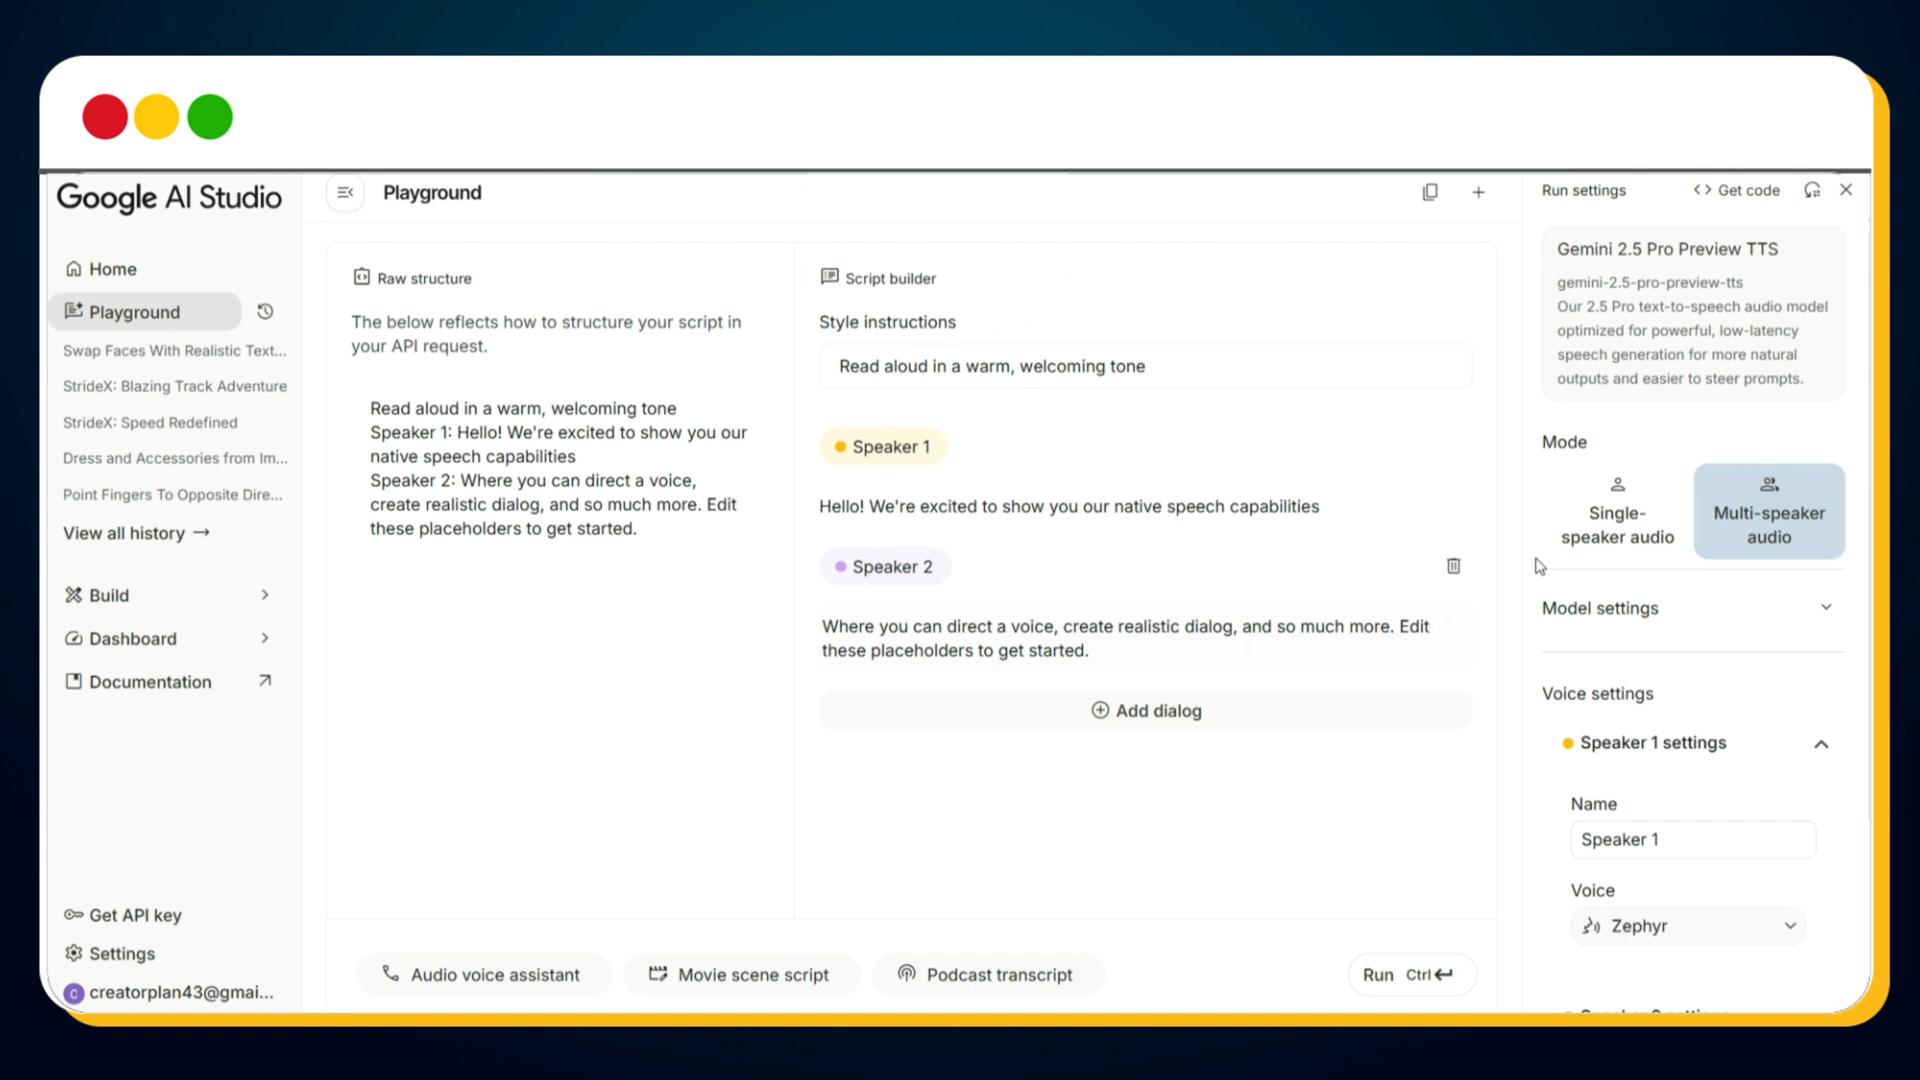 Google AI Studio
Home
Playground
Swap Faces With Realistic Text...
StrideX: Blazing Track Adventure
StrideX: Speed Redefined
Dress and Accessories from Im...
Point Fingers To Opposite Dire...
View all history →
Build
Dashboard
Documentation
Get API key
Settings
C creatorplan43@gmai...
Playground
Raw structure
The below reflects how to structure your script in
your API request.
Read aloud in a warm, welcoming tone
Speaker 1: Hello! We're excited to show you our
native speech capabilities
Speaker 2: Where you can direct a voice,
create realistic dialog, and so much more. Edit
these placeholders to get started.
Script builder
Style instructions
Read aloud in a warm, welcoming tone
Speaker 1
Hello! We're excited to show you our native speech capabilities
Speaker 2
Where you can direct a voice, create realistic dialog, and so much more. Edit
these placeholders to get started.
Add dialog
Audio voice assistant
Movie scene script
Podcast transcript
Run Ctrl ↵
Run settings
<> Get code
Gemini 2.5 Pro Preview TTS
gemini-2.5-pro-preview-tts
Our 2.5 Pro text-to-speech audio model
optimized for powerful, low-latency
speech generation for more natural
outputs and easier to steer prompts.
Mode
Single-
speaker audio
Multi-speaker
audio
Model settings
Voice settings
Speaker 1 settings
Name
Speaker 1
Voice
Zephyr